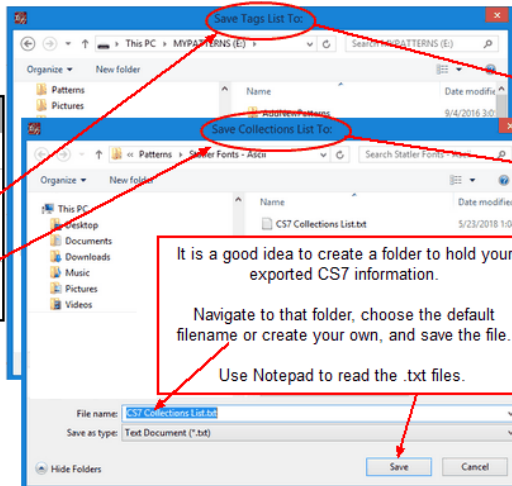 Save Tags List To:
This PC › MYPATTERNS (E:) ›
Search MYPATTERNS (E:)
Organize
New folder
Patterns
Pictures
Name
Date modifie
AddNewPatterns
9/4/2016 3:0
Save Collections List To:
« Patterns › Statler Fonts - Ascii
Search Statler Fonts - Ascii
Organize
New folder
This PC
Desktop
Documents
Downloads
Music
Pictures
Videos
Name
Date modified
CS7 Collections List.txt
5/23/2018 1:0
It is a good idea to create a folder to hold your
exported CS7 information.
Navigate to that folder, choose the default
filename or create your own, and save the file.
Use Notepad to read the .txt files.
File name: CS7 Collections List.txt
Save as type: Text Document (*.txt)
Hide Folders
Save
Cancel